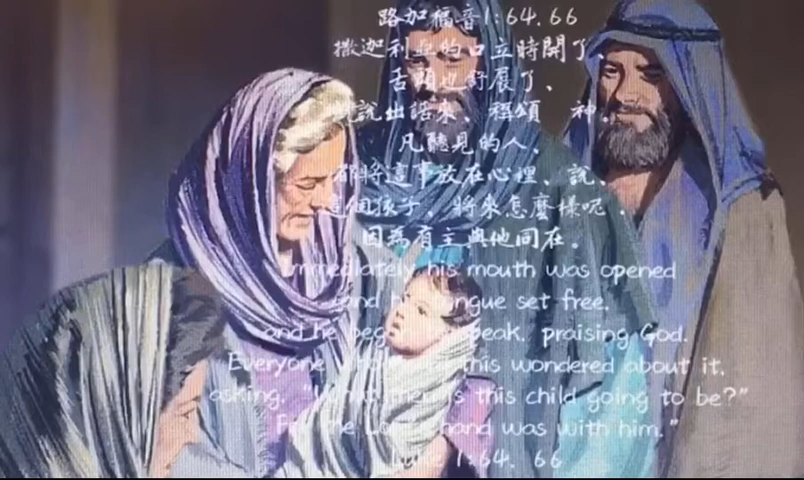 路加福音1:64,66
撒迦利亞的口立時開了、
舌頭也舒展了、
說出話來、稱頌 神.
凡聽見的人、
都將這事放在心裡、說、
這個孩子、將來怎麼樣呢.
因為有主與他同在。
Immediately his mouth was opened
and his tongue set free,
and he began speak, praising God.
Everyone this wondered about it,
asking, "What then is this child going to be?"
For the Lord's hand was with him."
Luke 1:64, 66